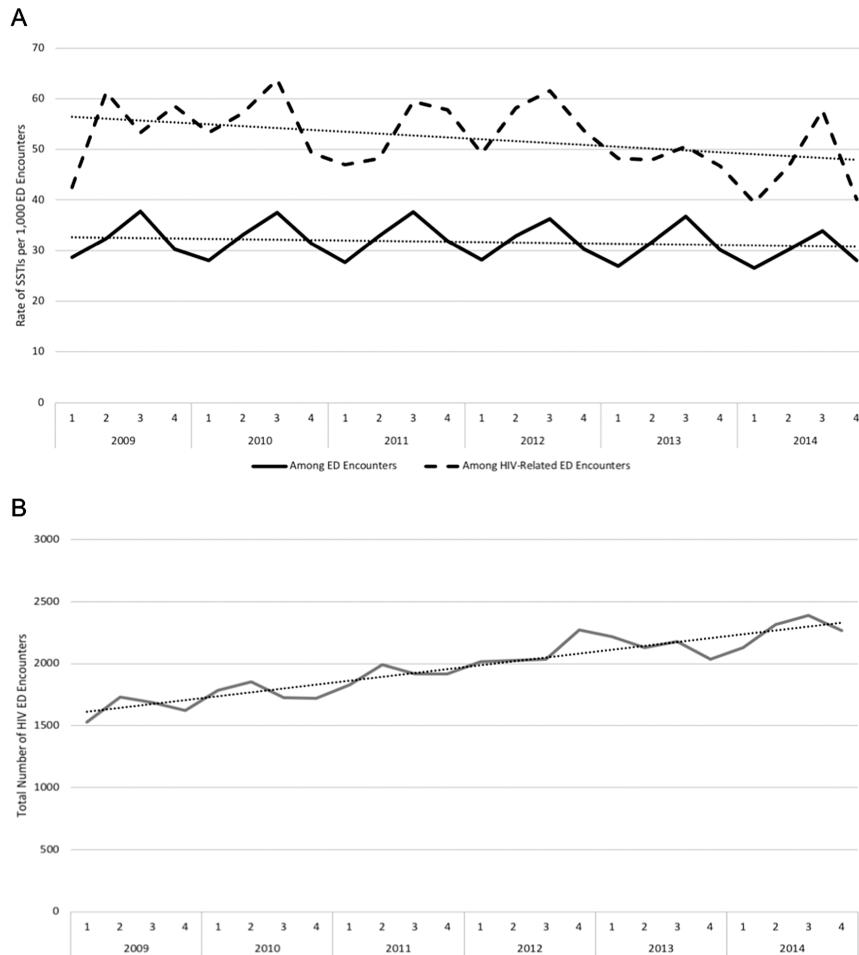 A
Rate of SSTIs per 1,000 ED Encounters
70
60
50
40
30
20
10
0
1 2 3 4 1 2 3 4 1 2 3 4 1 2 3 4 1 2 3 4 1 2 3 4
2009 2010 2011 2012 2013 2014
Among ED Encounters Among HIV-Related ED Encounters
B
Total Number of HIV ED Encounters
3000
2500
2000
1500
1000
500
0
1 2 3 4 1 2 3 4 1 2 3 4 1 2 3 4 1 2 3 4 1 2 3 4
2009 2010 2011 2012 2013 2014